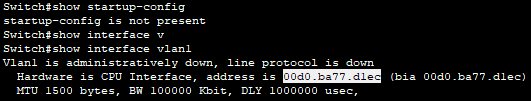 Switch#show startup-config
startup-config is not present
Switch#show interface v
Switch#show interface vlan1
Vlan1 is administratively down, line protocol is down
Hardware is CPU Interface, address is 00d0.ba77.d1ec (bia 00d0.ba77.d1ec)
MTU 1500 bytes, BW 100000 Kbit, DLY 1000000 usec,